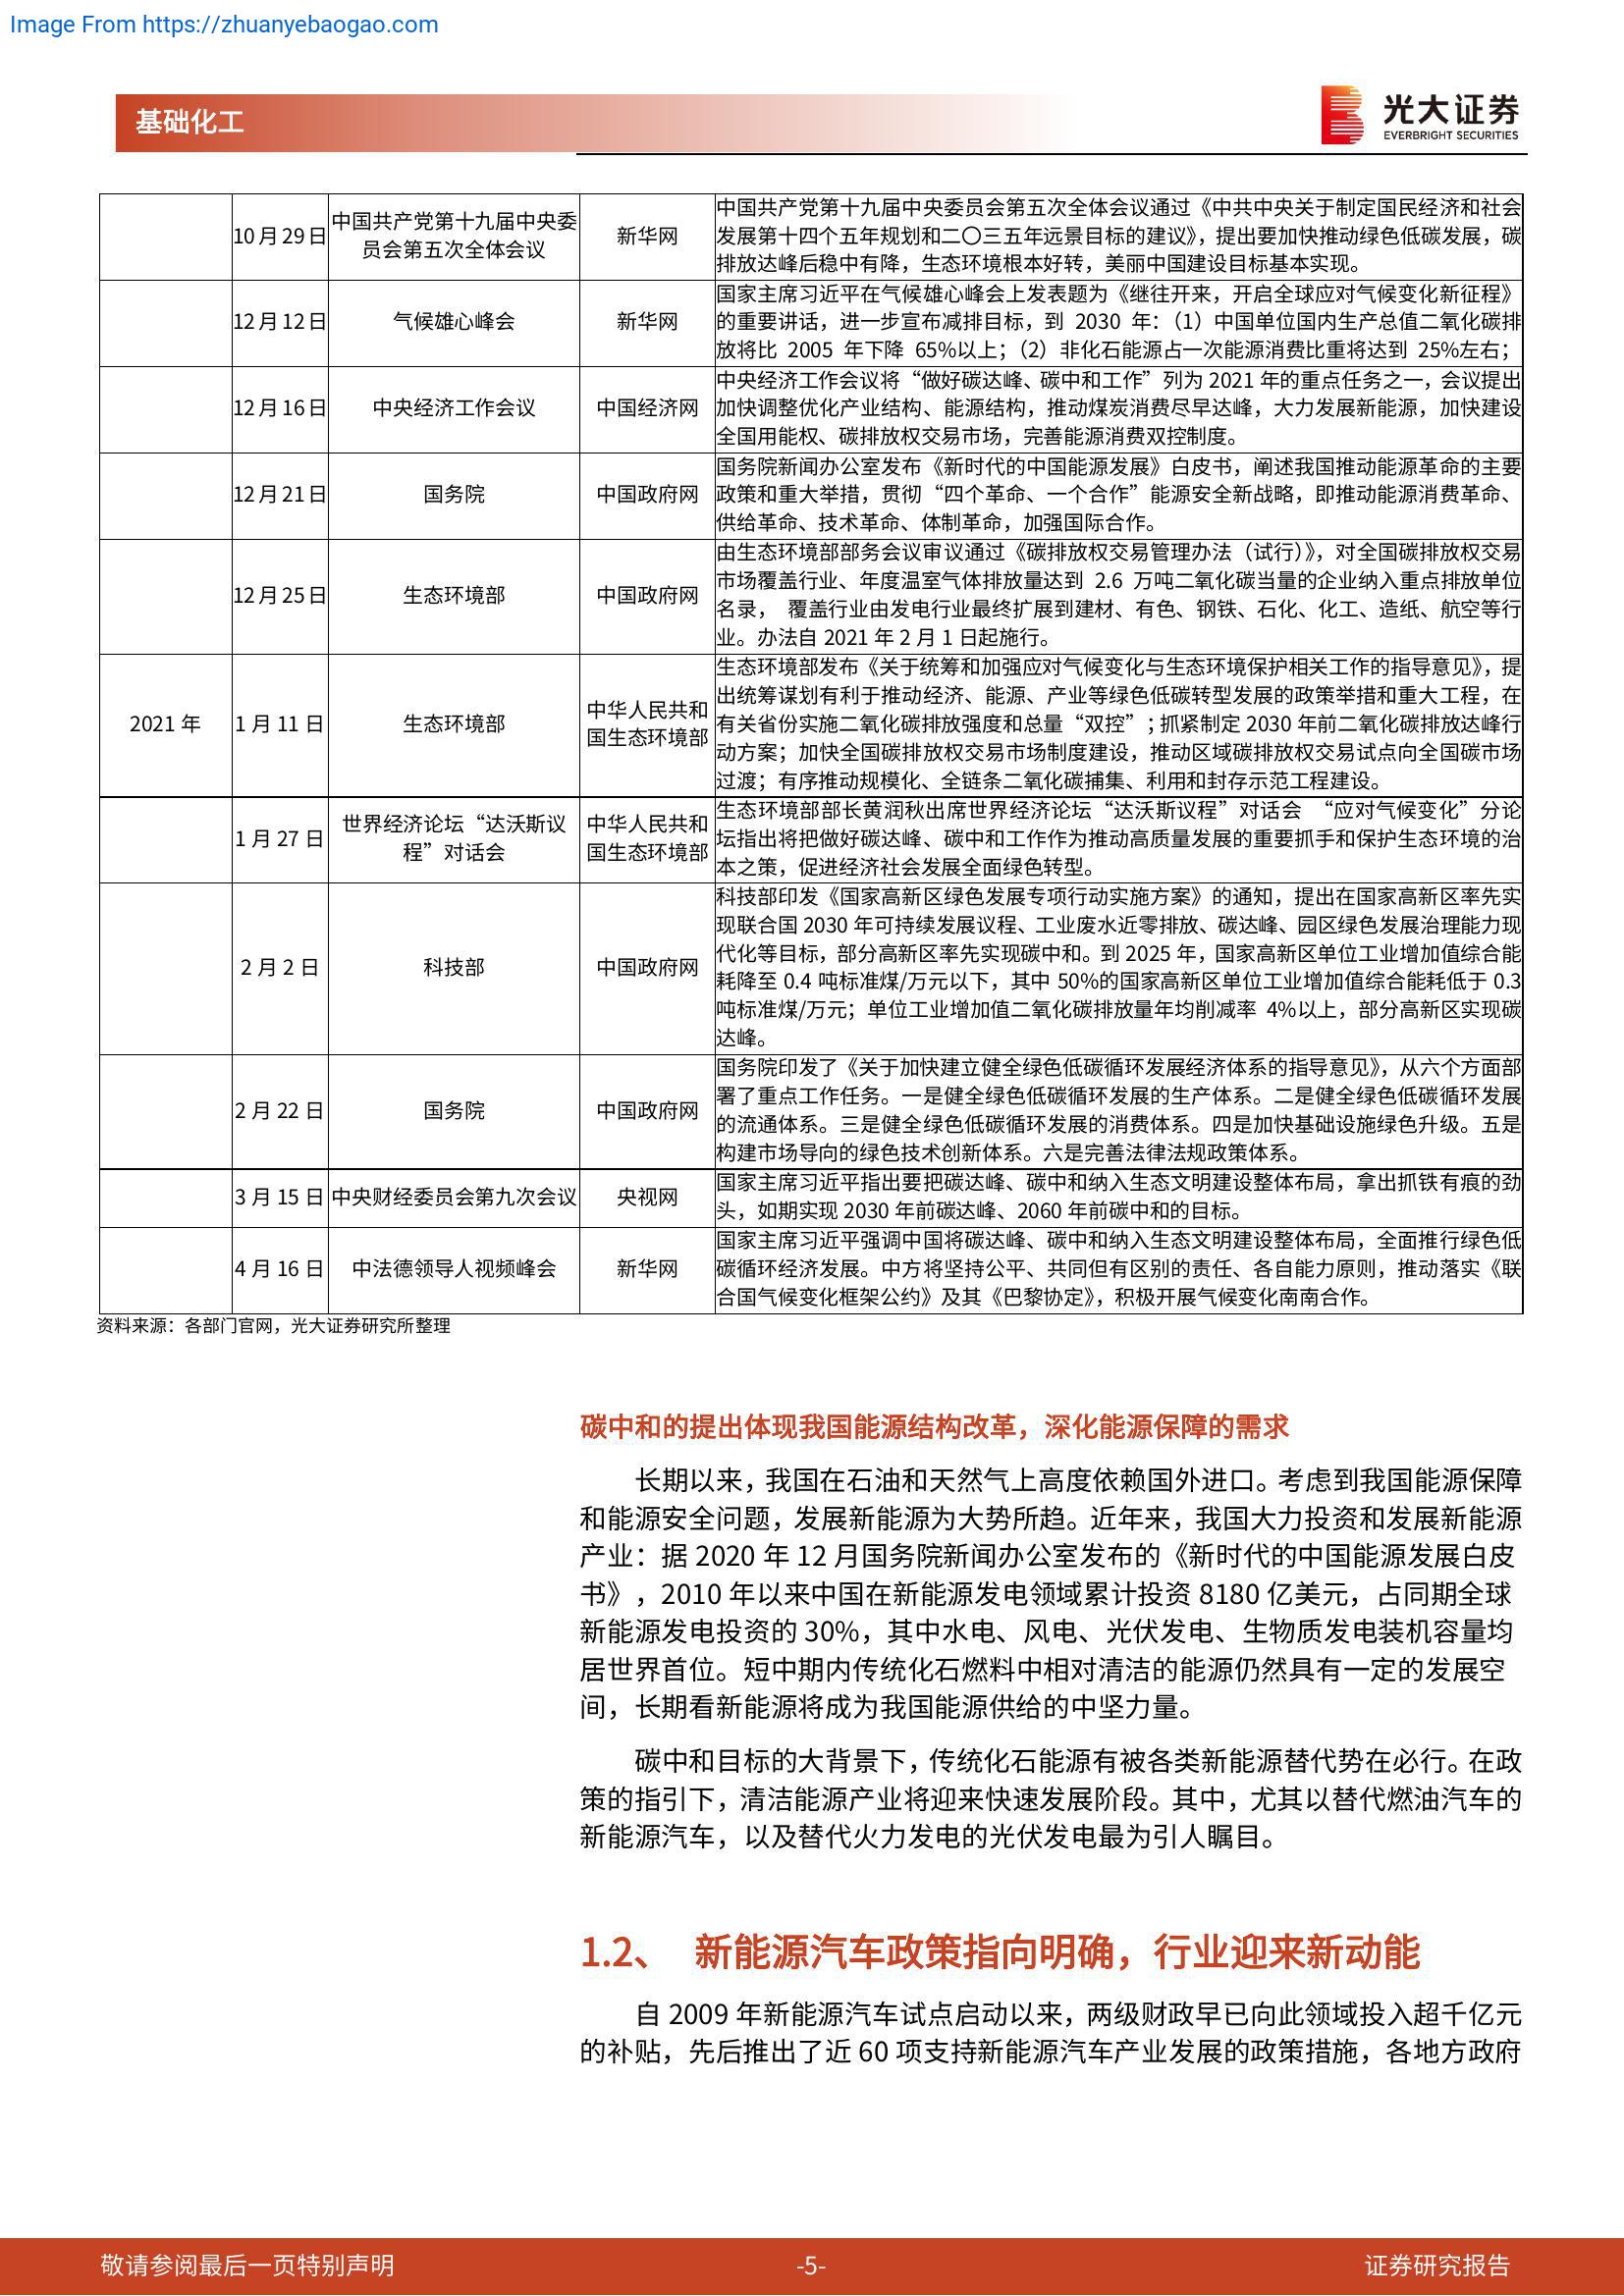 Image From https://zhuanyebaogao.com
基础化工
光大证券
EVERBRIGHT SECURITIES
10月29日
中国共产党第十九届中央委
员会第五次全体会议
新华网
中国共产党第十九届中央委员会第五次全体会议通过《中共中央关于制定国民经济和社会
发展第十四个五年规划和二〇三五年远景目标的建议》，提出要加快推动绿色低碳发展，碳
排放达峰后稳中有降，生态环境根本好转，美丽中国建设目标基本实现。
12月12日
气候雄心峰会
新华网
国家主席习近平在气候雄心峰会上发表题为《继往开来，开启全球应对气候变化新征程》
的重要讲话，进一步宣布减排目标，到 2030 年：（1）中国单位国内生产总值二氧化碳排
放将比 2005 年下降 65%以上；（2）非化石能源占一次能源消费比重将达到 25%左右；
12月16日
中央经济工作会议
中国经济网
中央经济工作会议将“做好碳达峰、碳中和工作”列为 2021 年的重点任务之一，会议提出
加快调整优化产业结构、能源结构，推动煤炭消费尽早达峰，大力发展新能源，加快建设
全国用能权、碳排放权交易市场，完善能源消费双控制度。
12月21日
国务院
中国政府网
国务院新闻办公室发布《新时代的中国能源发展》白皮书，阐述我国推动能源革命的主要
政策和重大举措，贯彻“四个革命、一个合作”能源安全新战略，即推动能源消费革命、
供给革命、技术革命、体制革命，加强国际合作。
12月25日
生态环境部
中国政府网
由生态环境部部务会议审议通过《碳排放权交易管理办法（试行）》，对全国碳排放权交易
市场覆盖行业、年度温室气体排放量达到 2.6 万吨二氧化碳当量的企业纳入重点排放单位
名录， 覆盖行业由发电行业最终扩展到建材、有色、钢铁、石化、化工、造纸、航空等行
业。办法自 2021 年 2 月 1 日起施行。
2021 年
1 月 11 日
生态环境部
中华人民共和
国生态环境部
生态环境部发布《关于统筹和加强应对气候变化与生态环境保护相关工作的指导意见》，提
出统筹谋划有利于推动经济、能源、产业等绿色低碳转型发展的政策举措和重大工程，在
有关省份实施二氧化碳排放强度和总量“双控”；抓紧制定 2030 年前二氧化碳排放达峰行
动方案；加快全国碳排放权交易市场制度建设，推动区域碳排放权交易试点向全国碳市场
过渡；有序推动规模化、全链条二氧化碳捕集、利用和封存示范工程建设。
1 月 27 日
世界经济论坛“达沃斯议
程”对话会
中华人民共和
国生态环境部
生态环境部部长黄润秋出席世界经济论坛“达沃斯议程”对话会 “应对气候变化”分论
坛指出将把做好碳达峰、碳中和工作作为推动高质量发展的重要抓手和保护生态环境的治
本之策，促进经济社会发展全面绿色转型。
2 月 2 日
科技部
中国政府网
科技部印发《国家高新区绿色发展专项行动实施方案》的通知，提出在国家高新区率先实
现联合国 2030 年可持续发展议程、工业废水近零排放、碳达峰、园区绿色发展治理能力现
代化等目标，部分高新区率先实现碳中和。到 2025 年，国家高新区单位工业增加值综合能
耗降至 0.4 吨标准煤/万元以下，其中 50%的国家高新区单位工业增加值综合能耗低于 0.3
吨标准煤/万元；单位工业增加值二氧化碳排放量年均削减率 4%以上，部分高新区实现碳
达峰。
2 月 22 日
国务院
中国政府网
国务院印发了《关于加快建立健全绿色低碳循环发展经济体系的指导意见》，从六个方面部
署了重点工作任务。一是健全绿色低碳循环发展的生产体系。二是健全绿色低碳循环发展
的流通体系。三是健全绿色低碳循环发展的消费体系。四是加快基础设施绿色升级。五是
构建市场导向的绿色技术创新体系。六是完善法律法规政策体系。
3 月 15 日
中央财经委员会第九次会议
央视网
国家主席习近平指出要把碳达峰、碳中和纳入生态文明建设整体布局，拿出抓铁有痕的劲
头，如期实现 2030 年前碳达峰、2060 年前碳中和的目标。
4 月 16 日
中法德领导人视频峰会
新华网
国家主席习近平强调中国将碳达峰、碳中和纳入生态文明建设整体布局，全面推行绿色低
碳循环经济发展。中方将坚持公平、共同但有区别的责任、各自能力原则，推动落实《联
合国气候变化框架公约》及其《巴黎协定》，积极开展气候变化南南合作。
资料来源：各部门官网，光大证券研究所整理
碳中和的提出体现我国能源结构改革，深化能源保障的需求
长期以来，我国在石油和天然气上高度依赖国外进口。考虑到我国能源保障
和能源安全问题，发展新能源为大势所趋。近年来，我国大力投资和发展新能源
产业：据 2020 年 12 月国务院新闻办公室发布的《新时代的中国能源发展白皮
书》，2010 年以来中国在新能源发电领域累计投资 8180 亿美元，占同期全球
新能源发电投资的 30%，其中水电、风电、光伏发电、生物质发电装机容量均
居世界首位。短中期内传统化石燃料中相对清洁的能源仍然具有一定的发展空
间，长期看新能源将成为我国能源供给的中坚力量。
碳中和目标的大背景下，传统化石能源有被各类新能源替代势在必行。在政
策的指引下，清洁能源产业将迎来快速发展阶段。其中，尤其以替代燃油汽车的
新能源汽车，以及替代火力发电的光伏发电最为引人瞩目。
1.2、 新能源汽车政策指向明确，行业迎来新动能
自 2009 年新能源汽车试点启动以来，两级财政早已向此领域投入超千亿元
的补贴，先后推出了近 60 项支持新能源汽车产业发展的政策措施，各地方政府
敬请参阅最后一页特别声明
-5-
证券研究报告